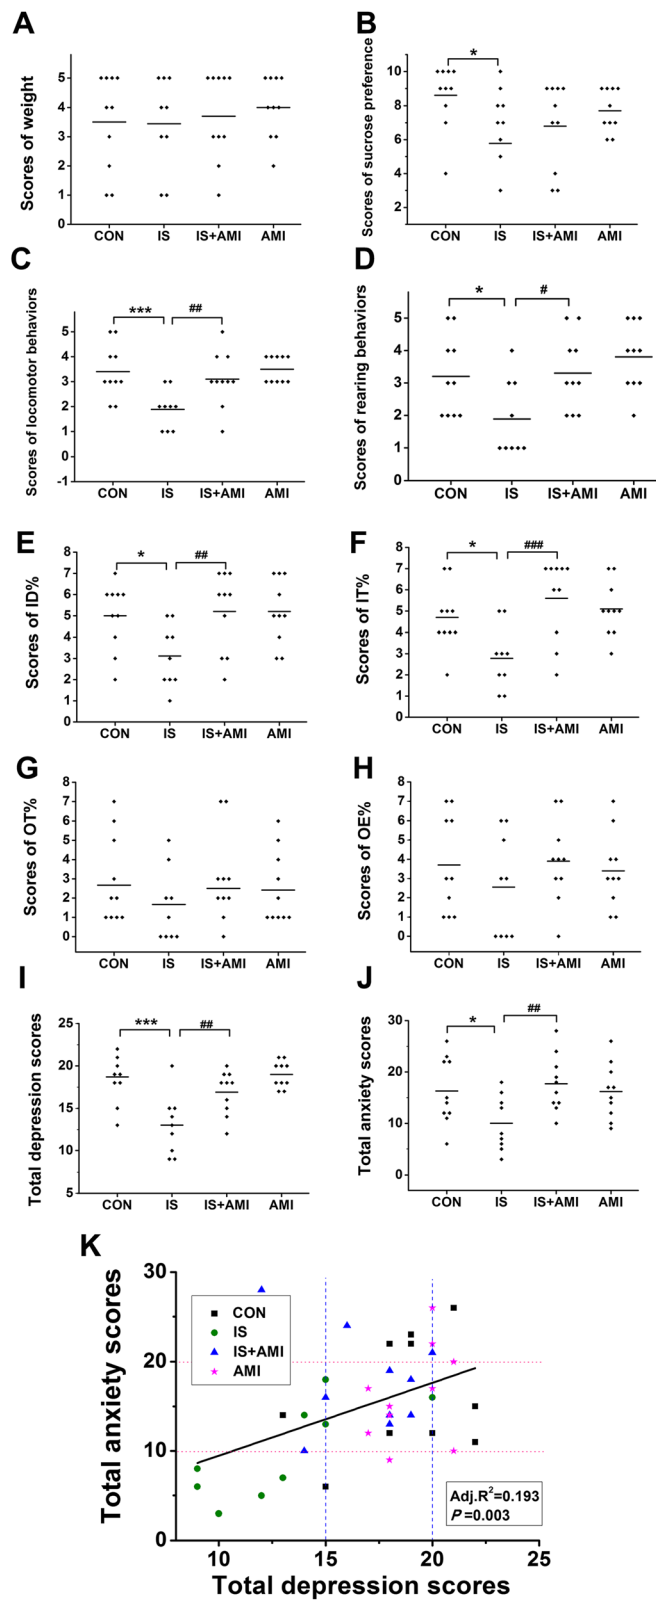 A
Scores of weight
5
4
3
2
1
0
CON IS IS+AMI AMI
B
Scores of sucrose preference
10
8
6
4
2
*
CON IS IS+AMI AMI
C
Scores of locomotor behaviors
5
4
3
2
1
0
-1
*** ##
CON IS IS+AMI AMI
D
Scores of rearing behaviors
5
4
3
2
1
0
* #
CON IS IS+AMI AMI
E
Scores of ID%
8
7
6
5
4
3
2
1
0
* ##
CON IS IS+AMI AMI
F
Scores of IT%
8
7
6
5
4
3
2
1
0
* ###
CON IS IS+AMI AMI
G
Scores of OT%
8
7
6
5
4
3
2
1
0
CON IS IS+AMI AMI
H
Scores of OE%
8
7
6
5
4
3
2
1
0
CON IS IS+AMI AMI
I
Total depression scores
25
20
15
10
5
*** ##
CON IS IS+AMI AMI
J
Total anxiety scores
30
20
10
0
* ##
CON IS IS+AMI AMI
K
Total anxiety scores
30
20
10
0
CON
IS
IS+AMI
AMI
Adj.R²=0.193
P=0.003
10 15 20 25
Total depression scores